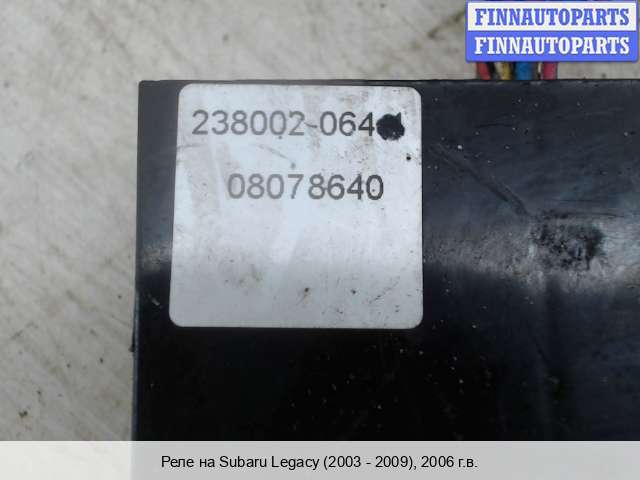 FINNAUTOPARTS
FINNAUTOPARTS
238002-064
08078640
Реле на Subaru Legacy (2003 - 2009), 2006 г.в.